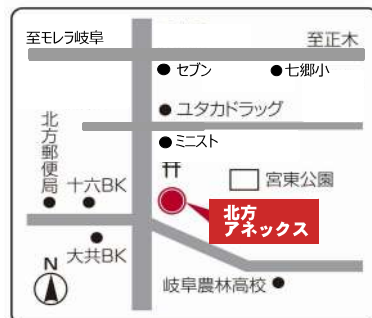 至モレラ岐阜
至正木
セブン
七郷小
ユタカドラッグ
ミニスト
北方郵便局
十六BK
宮東公園
北方
アネックス
大共BK
N
岐阜農林高校